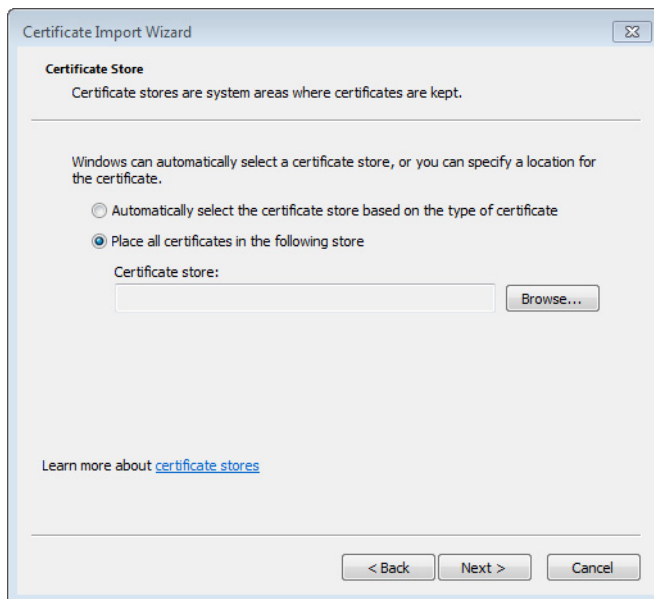 Certificate Import Wizard
Certificate Store
Certificate stores are system areas where certificates are kept.
Windows can automatically select a certificate store, or you can specify a location for
the certificate.
Automatically select the certificate store based on the type of certificate
Place all certificates in the following store
Certificate store:
Browse...
Learn more about certificate stores
< Back Next > Cancel